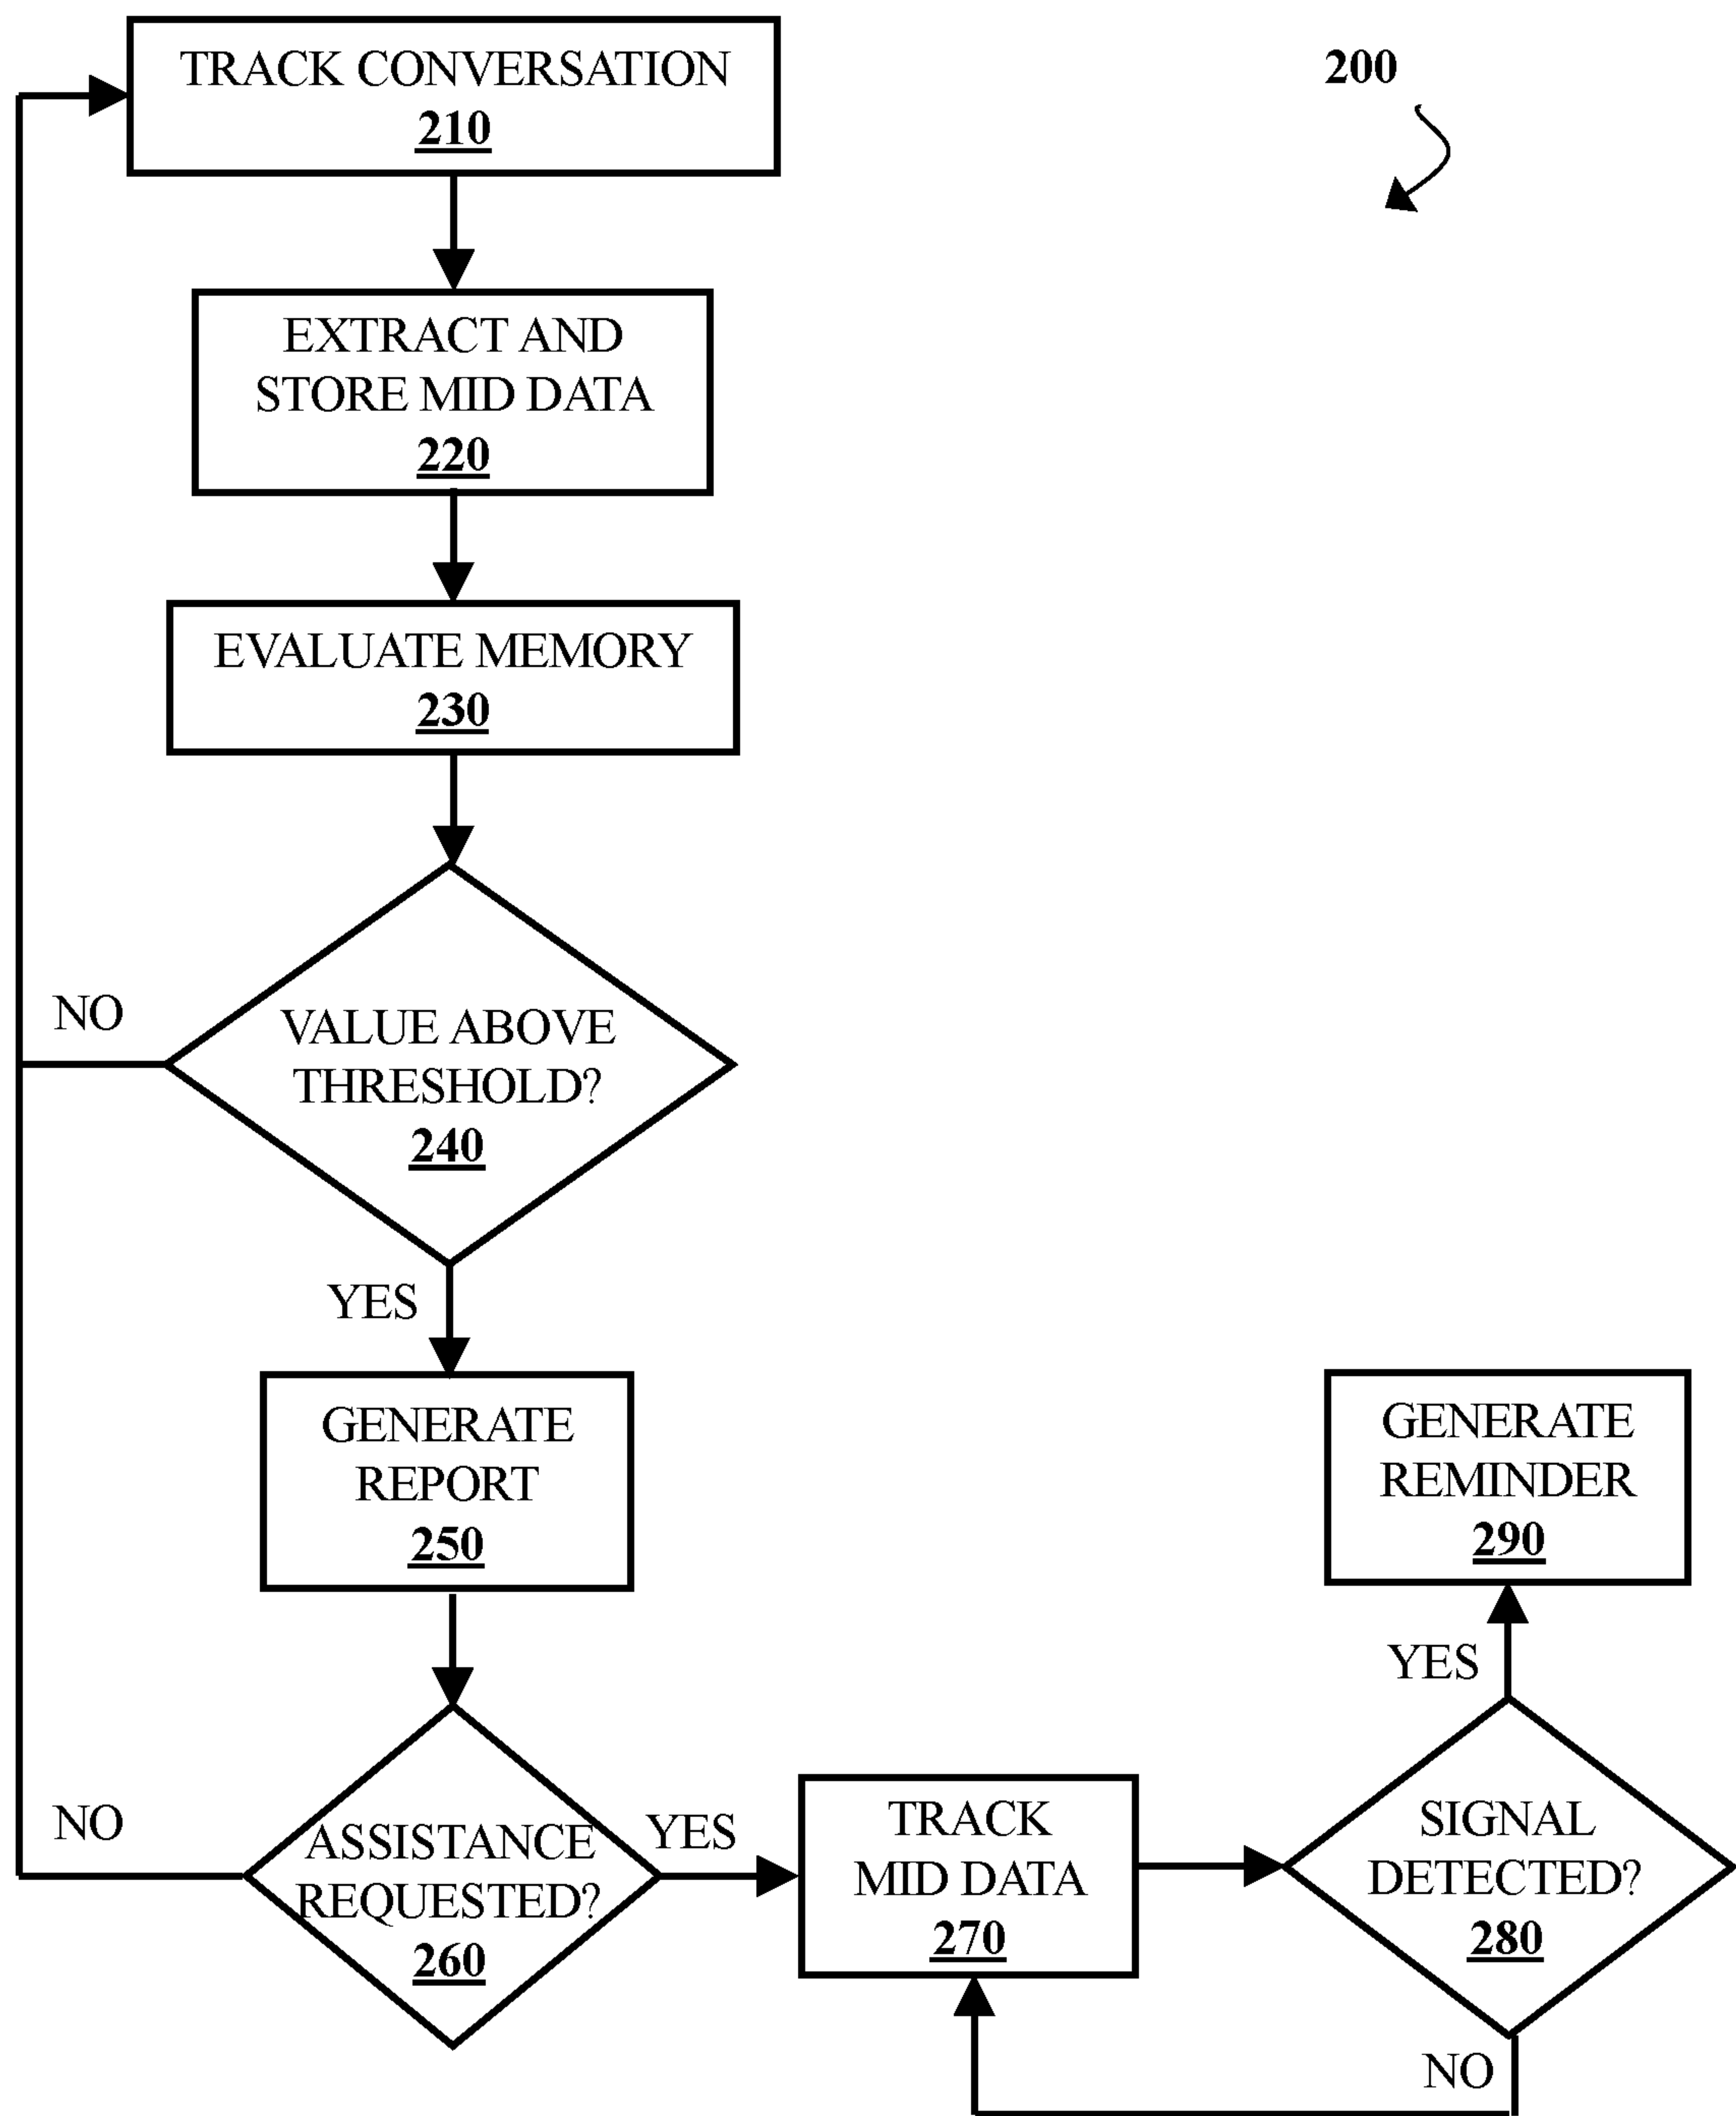 TRACK CONVERSATION
210
200
EXTRACT AND
STORE MID DATA
220
EVALUATE MEMORY
230
NO
VALUE ABOVE
THRESHOLD?
240
YES
GENERATE
REPORT
250
NO
ASSISTANCE
REQUESTED?
260
YES
TRACK
MID DATA
270
SIGNAL
DETECTED?
280
NO
YES
GENERATE
REMINDER
290